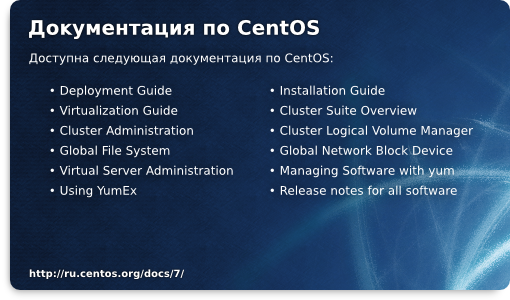 Документация по CentOS
Доступна следующая документация по CentOS:
• Deployment Guide
• Virtualization Guide
• Cluster Administration
• Global File System
• Virtual Server Administration
• Using YumEx
• Installation Guide
• Cluster Suite Overview
• Cluster Logical Volume Manager
• Global Network Block Device
• Managing Software with yum
• Release notes for all software
http://ru.centos.org/docs/7/